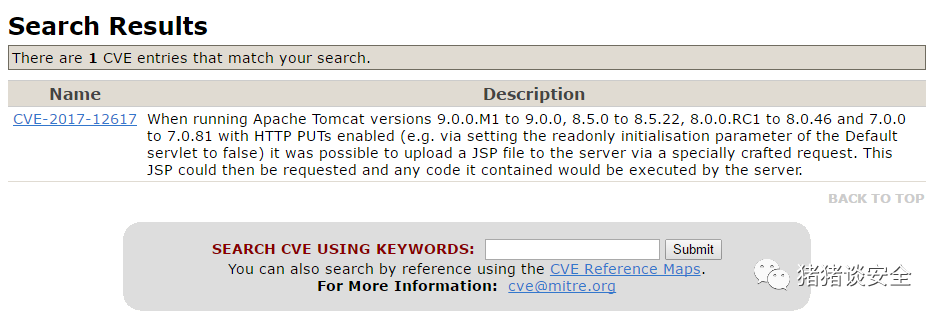 Search Results
There are 1 CVE entries that match your search.
Name Description
CVE-2017-12617 When running Apache Tomcat versions 9.0.0.M1 to 9.0.0, 8.5.0 to 8.5.22, 8.0.0.RC1 to 8.0.46 and 7.0.0
to 7.0.81 with HTTP PUTs enabled (e.g. via setting the readonly initialisation parameter of the Default
servlet to false) it was possible to upload a JSP file to the server via a specially crafted request. This
JSP could then be requested and any code it contained would be executed by the server.
BACK TO TOP
SEARCH CVE USING KEYWORDS: Submit
You can also search by reference using the CVE Reference Maps.
For More Information: cve@mitre.org
猪猪谈安全